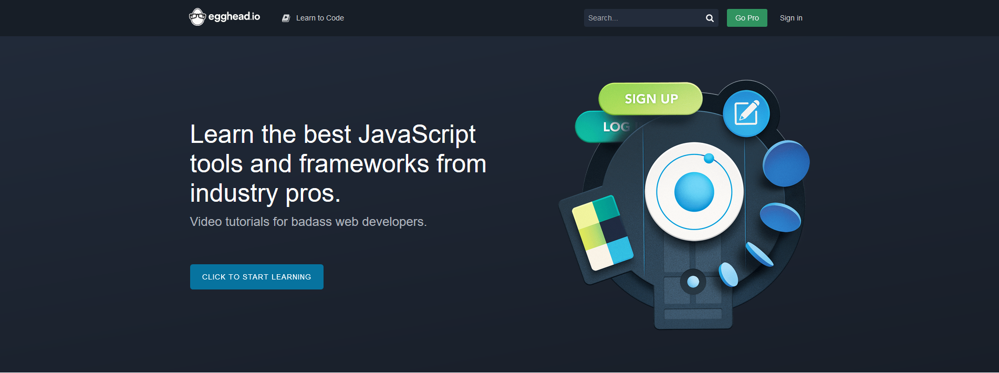 egghead.io
Learn to Code
Search...
Go Pro
Sign in
SIGN UP
LOG
Learn the best JavaScript
tools and frameworks from
industry pros.
Video tutorials for badass web developers.
CLICK TO START LEARNING